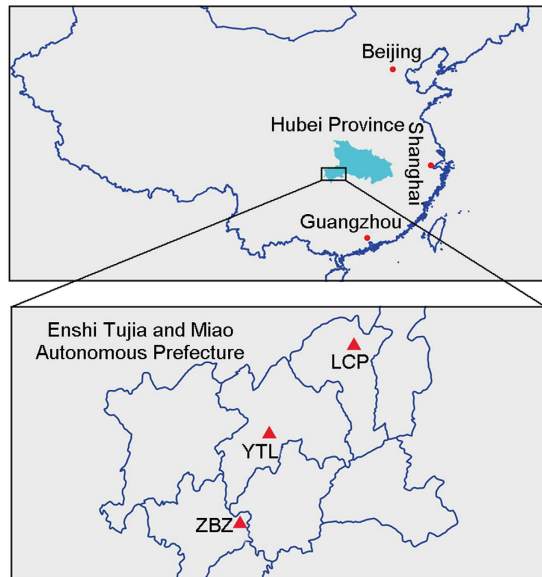 Beijing
Hubei Province
Shanghai
Guangzhou
Enshi Tujia and Miao
Autonomous Prefecture
LCP
YTL
ZBZ